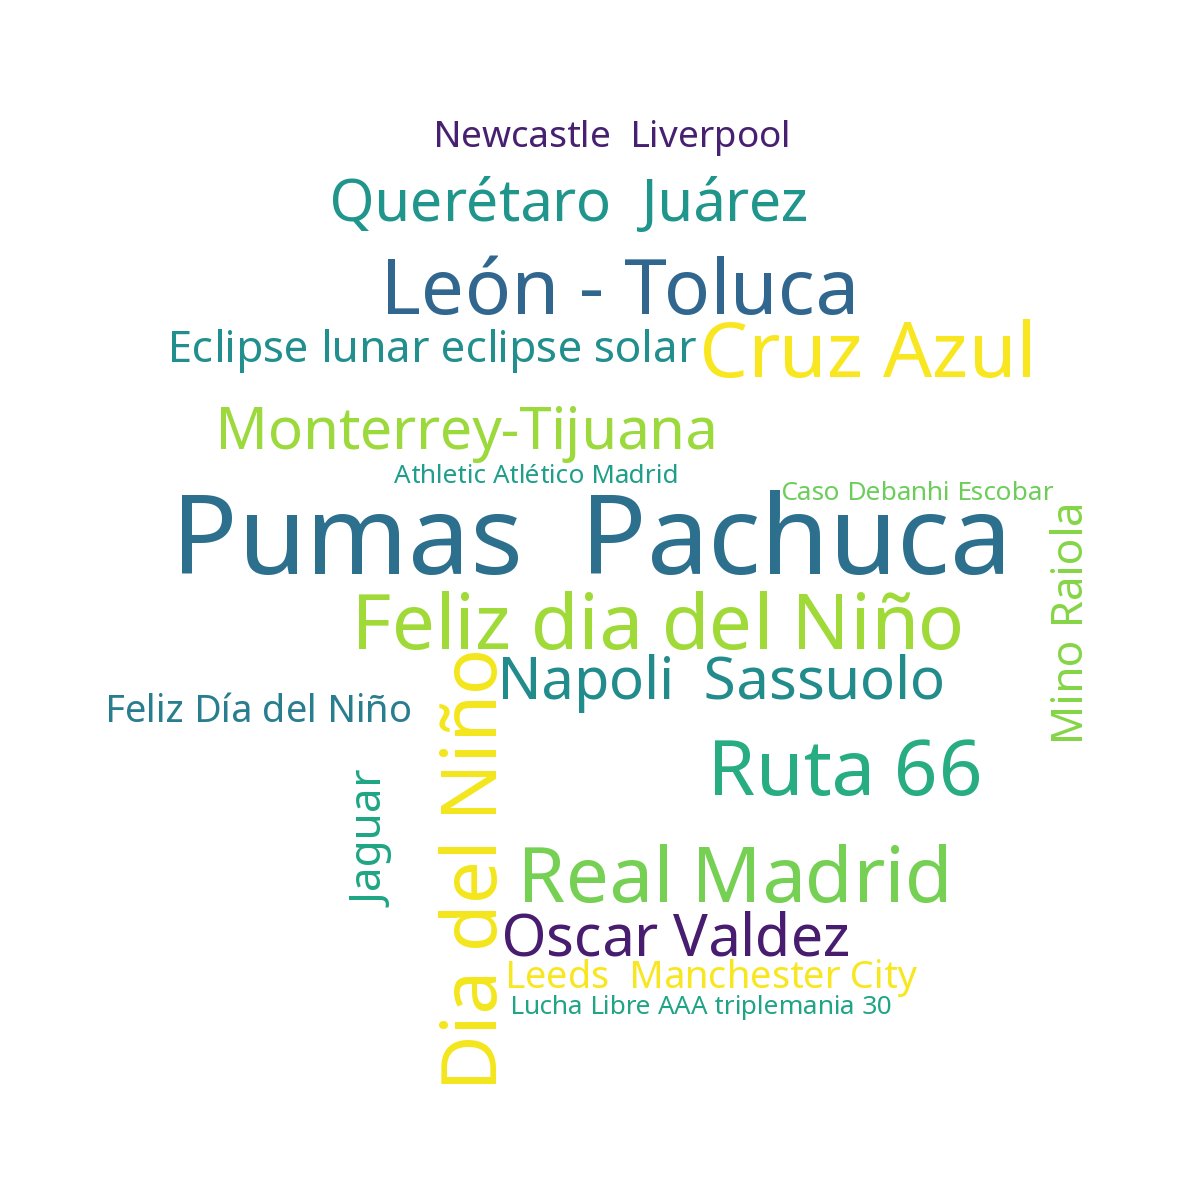 Newcastle  Liverpool
Querétaro  Juárez
León - Toluca
Eclipse lunar eclipse solar
Cruz Azul
Monterrey-Tijuana
Athletic Atlético Madrid
Caso Debanhi Escobar
Pumas  Pachuca
Mino Raiola
Feliz dia del Niño
Napoli  Sassuolo
Feliz Día del Niño
Dia del Niño
Ruta 66
Jaguar
Real Madrid
Oscar Valdez
Leeds  Manchester City
Lucha Libre AAA triplemania 30